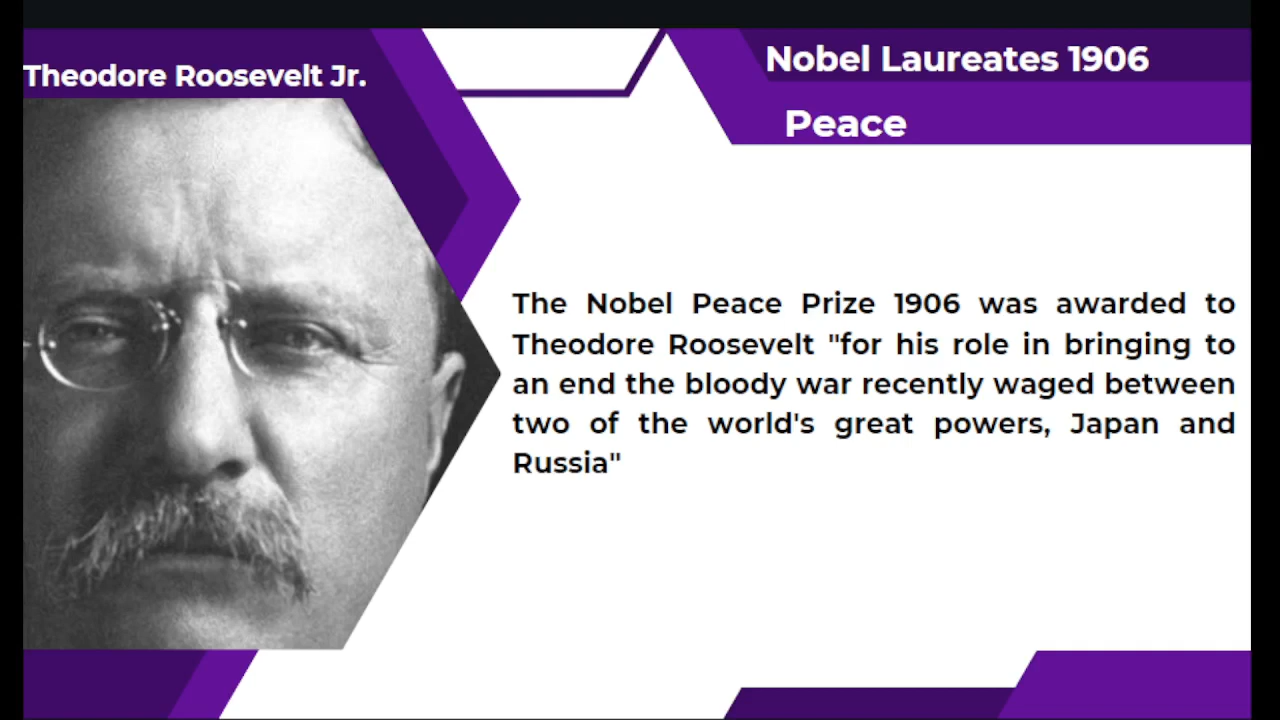 Theodore Roosevelt Jr.
Nobel Laureates 1906
Peace
The Nobel Peace Prize 1906 was awarded to
Theodore Roosevelt "for his role in bringing to
an end the bloody war recently waged between
two of the world's great powers, Japan and
Russia"